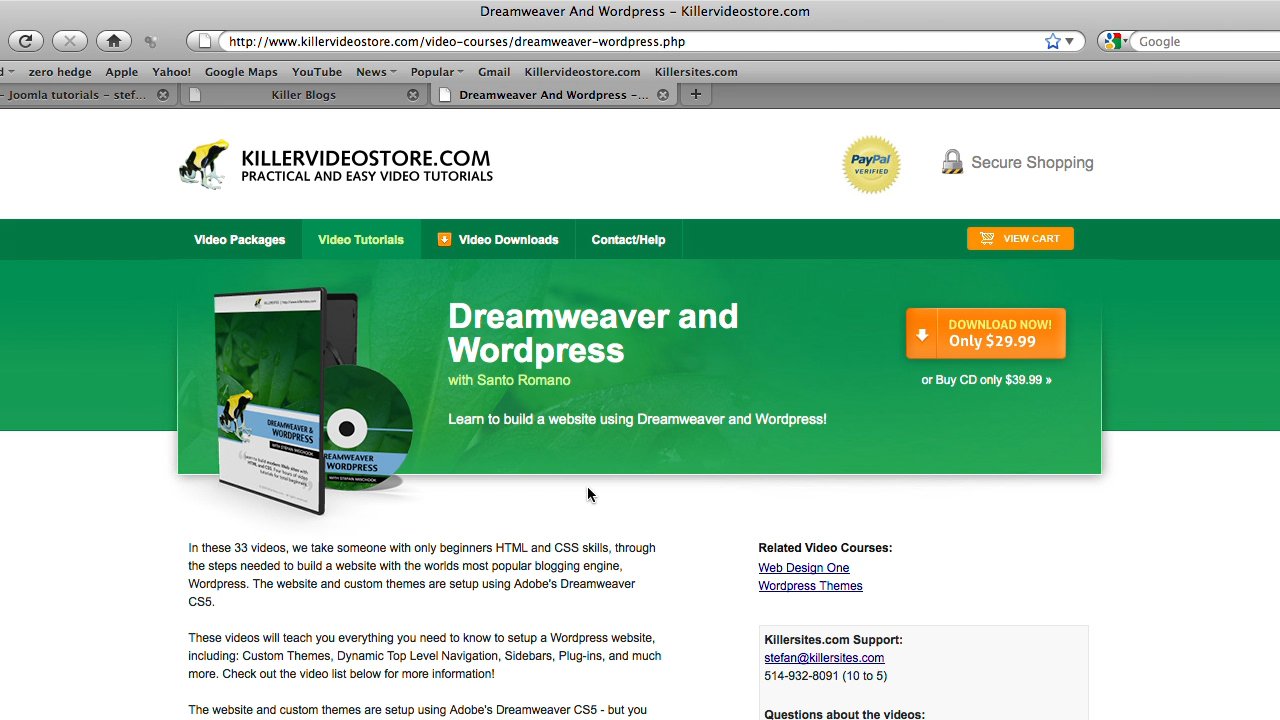 Dreamweaver And Wordpress – Killervideostore.com
http://www.killervideostore.com/video-courses/dreamweaver-wordpress.php
Google
zero hedge Apple Yahoo! Google Maps YouTube News Popular Gmail Killervideostore.com Killersites.com
- Joomla tutorials – stef... Killer Blogs Dreamweaver And Wordpress –... +
KILLERVIDEOSTORE.COM
PRACTICAL AND EASY VIDEO TUTORIALS
PayPal
VERIFIED
Secure Shopping
Video Packages Video Tutorials Video Downloads Contact/Help VIEW CART
Dreamweaver and
Wordpress
with Santo Romano
Learn to build a website using Dreamweaver and Wordpress!
DOWNLOAD NOW!
Only $29.99
or Buy CD only $39.99 »
DREAMWEAVER &
WORDPRESS
WITH STEFAN MISCHOOK
REAMWEAVER
WORDPRESS
WITH STEFAN MISCHOOK
In these 33 videos, we take someone with only beginners HTML and CSS skills, through
the steps needed to build a website with the worlds most popular blogging engine,
Wordpress. The website and custom themes are setup using Adobe's Dreamweaver
CS5.
These videos will teach you everything you need to know to setup a Wordpress website,
including: Custom Themes, Dynamic Top Level Navigation, Sidebars, Plug-ins, and much
more. Check out the video list below for more information!
The website and custom themes are setup using Adobe's Dreamweaver CS5 - but you
Related Video Courses:
Web Design One
Wordpress Themes
Killersites.com Support:
stefan@killersites.com
514-932-8091 (10 to 5)
Questions about the videos: